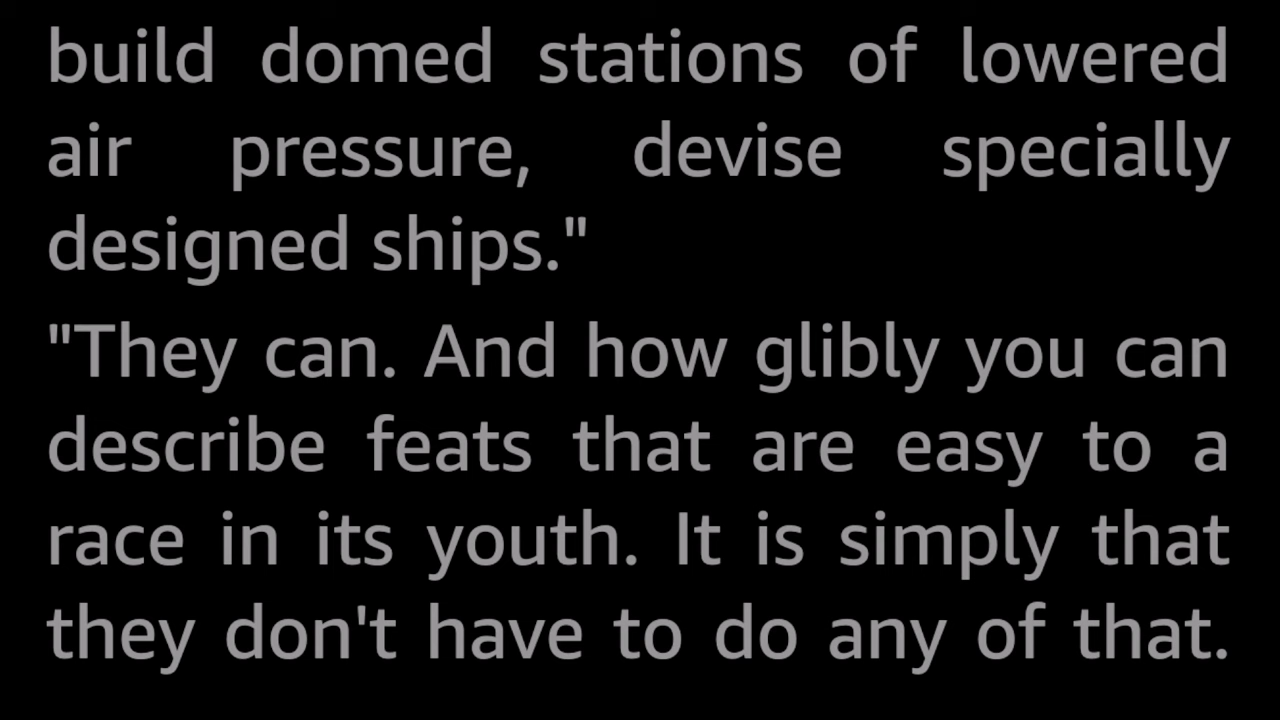 build domed stations of lowered
air pressure, devise specially
designed ships."
"They can. And how glibly you can
describe feats that are easy to a
race in its youth. It is simply that
they don't have to do any of that.